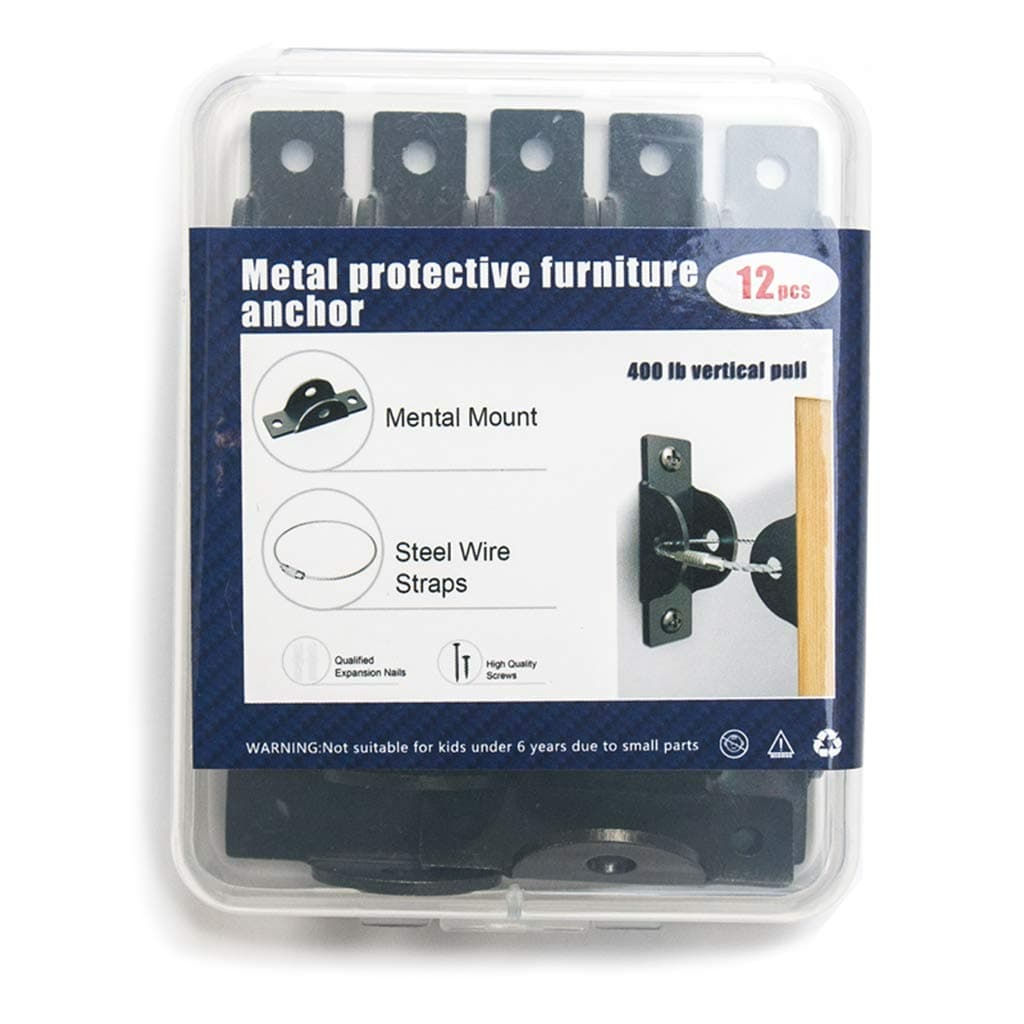 Metal protective furniture
anchor
12pcs
400 lb vertical pull
Mental Mount
Steel Wire
Straps
Qualified
Expansion Nails
High Quality
Screws
WARNING:Not suitable for kids under 6 years due to small parts